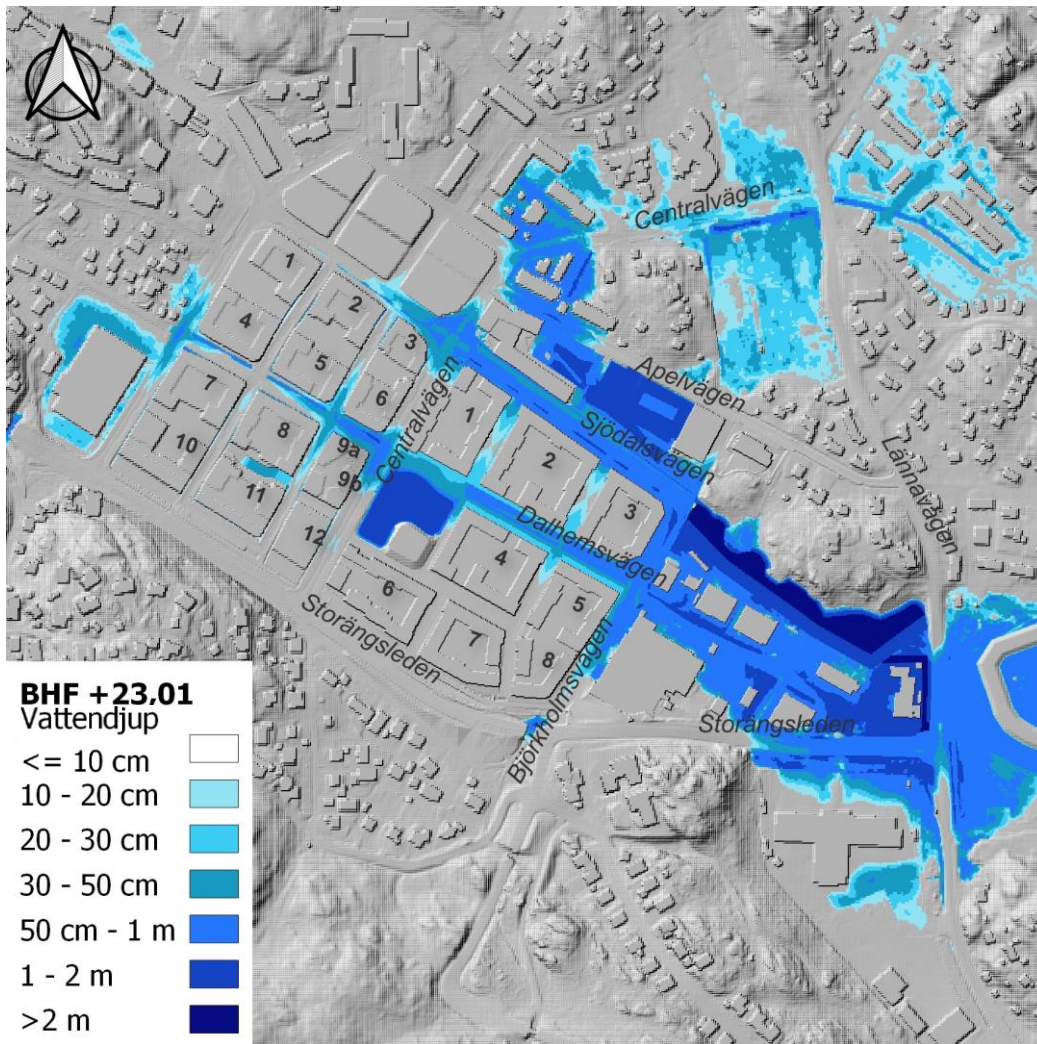 Centralvägen
1
2
4
3
5
Apelvägen
7
6
Centralvägen
1
Sjödalsvägen
8
9a
2
10
Lännavägen
9b
11
3
Dalhemsvägen
12
4
6
5
Storängsleden
7
8
Björkholmsvägen
Storängsleden
BHF +23,01
Vattendjup
<= 10 cm
10 - 20 cm
20 - 30 cm
30 - 50 cm
50 cm - 1 m
1 - 2 m
>2 m